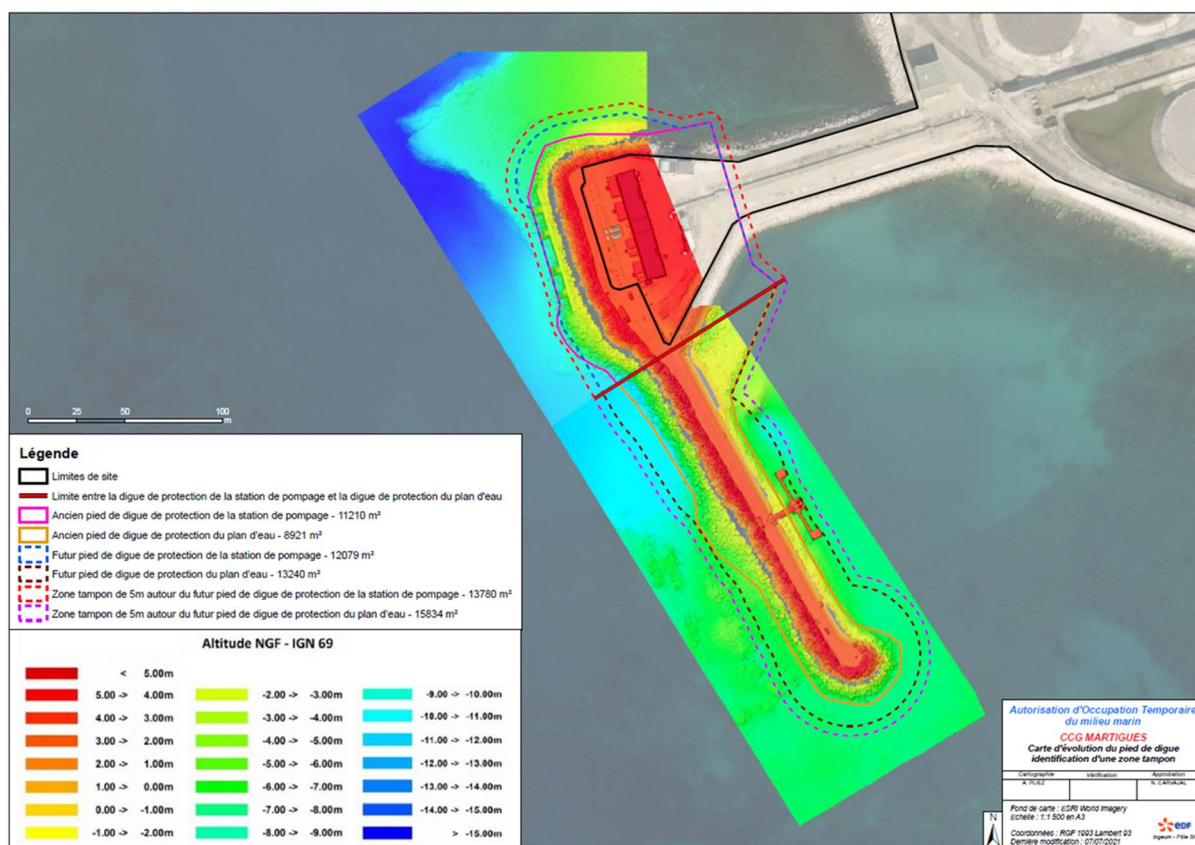 0 25 50 100
m
Légende
Limites de site
Limite entre la digue de protection de la station de pompage et la digue de protection du plan d'eau
Ancien pied de digue de protection de la station de pompage - 11210 m²
Ancien pied de digue de protection du plan d'eau - 8921 m²
Futur pied de digue de protection de la station de pompage - 12079 m²
Futur pied de digue de protection du plan d'eau - 13240 m²
Zone tampon de 5m autour du futur pied de digue de protection de la station de pompage - 13780 m²
Zone tampon de 5m autour du futur pied de digue de protection du plan d'eau - 15834 m²
Altitude NGF - IGN 69
< 5.00m
5.00 -> 4.00m
4.00 -> 3.00m
3.00 -> 2.00m
2.00 -> 1.00m
1.00 -> 0.00m
0.00 -> -1.00m
-1.00 -> -2.00m
-2.00 -> -3.00m
-3.00 -> -4.00m
-4.00 -> -5.00m
-5.00 -> -6.00m
-6.00 -> -7.00m
-7.00 -> -8.00m
-8.00 -> -9.00m
-9.00 -> -10.00m
-10.00 -> -11.00m
-11.00 -> -12.00m
-12.00 -> -13.00m
-13.00 -> -14.00m
-14.00 -> -15.00m
> -15.00m
Autorisation d'Occupation Temporaire
du milieu marin
CCG MARTIGUES
Carte d'évolution du pied de digue
identification d'une zone tampon
Cartographie Vérification Approbation
A. PLIEZ N. CARVAJAL
Fond de carte : ESRI World Imagery
Echelle : 1:1 500 en A3
Coordonnées : RGF 1993 Lambert 93
Dernière modification : 07/07/2021
N
edf